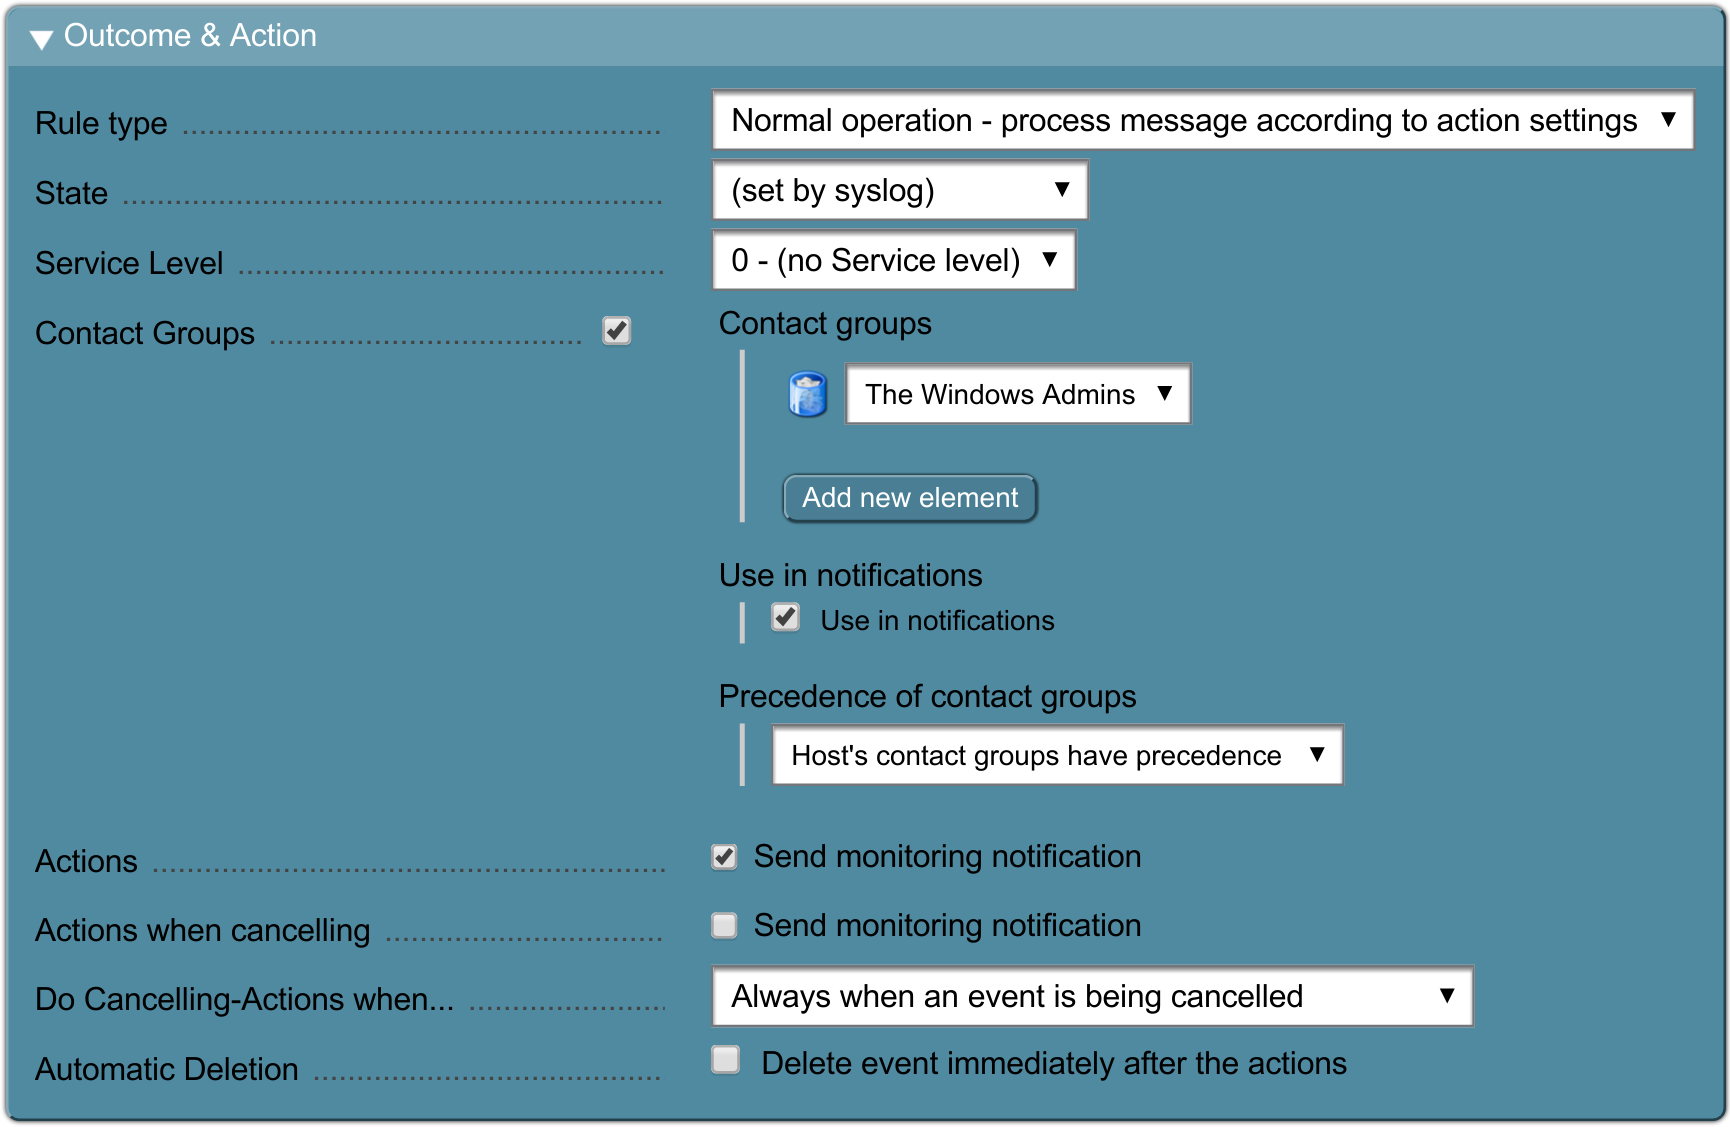 Outcome & Action
Rule type Normal operation - process message according to action settings
State (set by syslog)
Service Level 0 - (no Service level)
Contact Groups Contact groups
The Windows Admins
Add new element
Use in notifications
Use in notifications
Precedence of contact groups
Host's contact groups have precedence
Actions Send monitoring notification
Actions when cancelling Send monitoring notification
Do Cancelling-Actions when... Always when an event is being cancelled
Automatic Deletion Delete event immediately after the actions